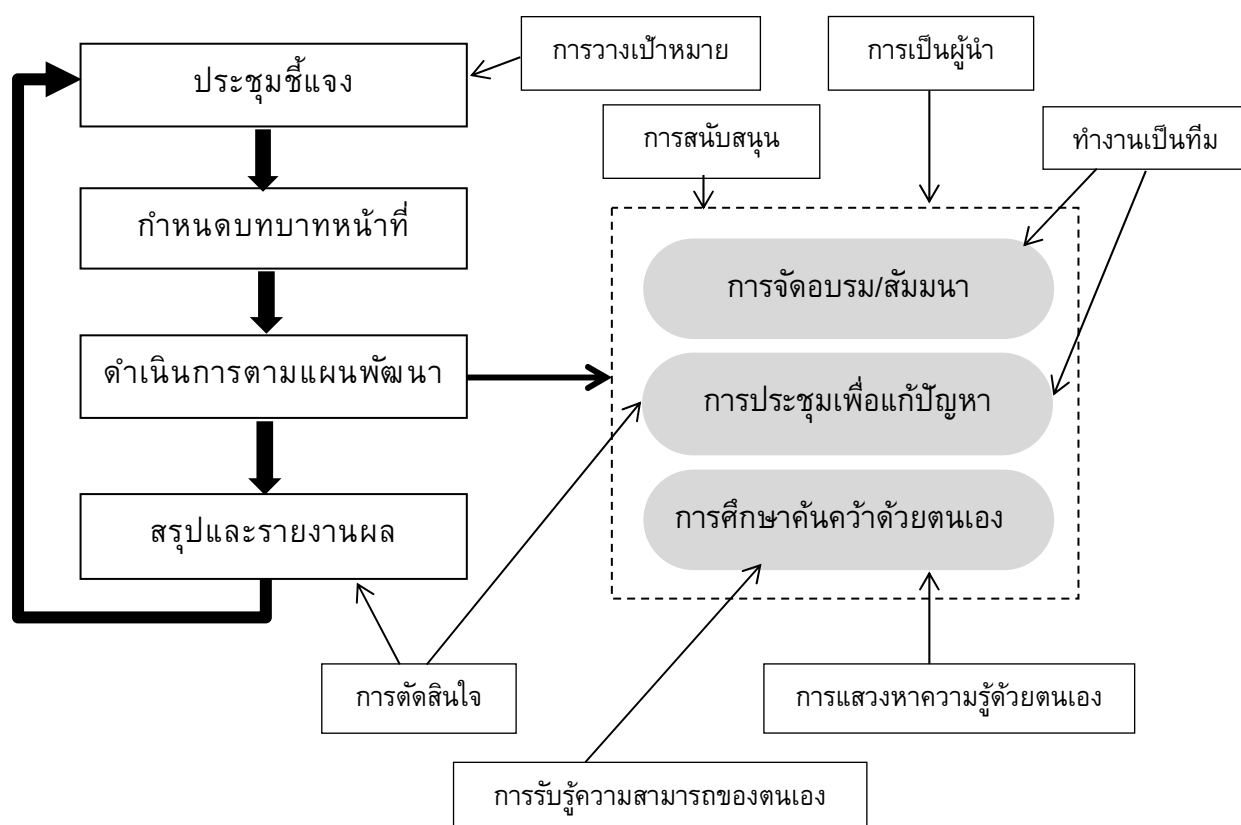 การวางเป้าหมาย
การเป็นผู้นำ
ประชุมชี้แจง
การสนับสนุน
ทำงานเป็นทีม
กำหนดบทบาทหน้าที่
การจัดอบรม/สัมมนา
ดำเนินการตามแผนพัฒนา
การประชุมเพื่อแก้ปัญหา
การศึกษาค้นคว้าด้วยตนเอง
สรุปและรายงานผล
การตัดสินใจ
การแสวงหาความรู้ด้วยตนเอง
การรับรู้ความสามารถของตนเอง